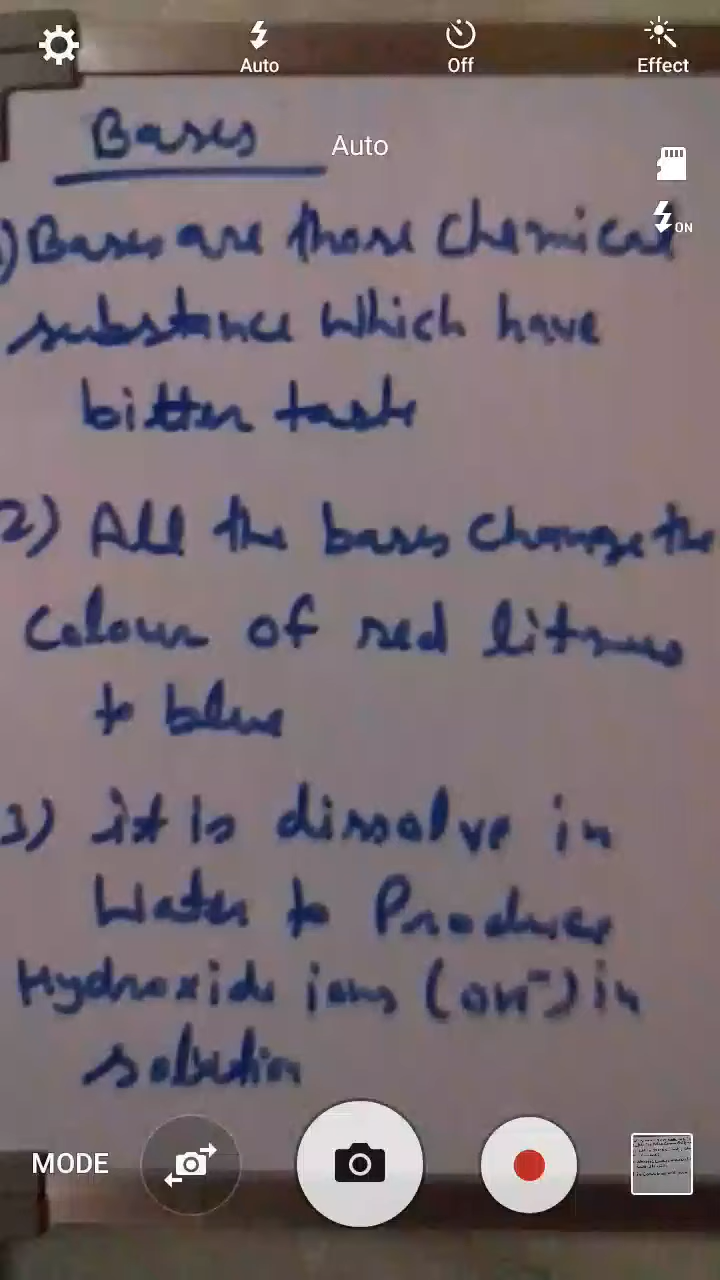 Auto
Off
Effect
Bases
Auto
ON
1) Bases are those Chemical
substance which have
bitter taste
2) All the bases change the
Colour of red litmus
to blue
3) it is dissolve in
Water to Produce
Hydroxide ions (OH⁻) in
solution
MODE